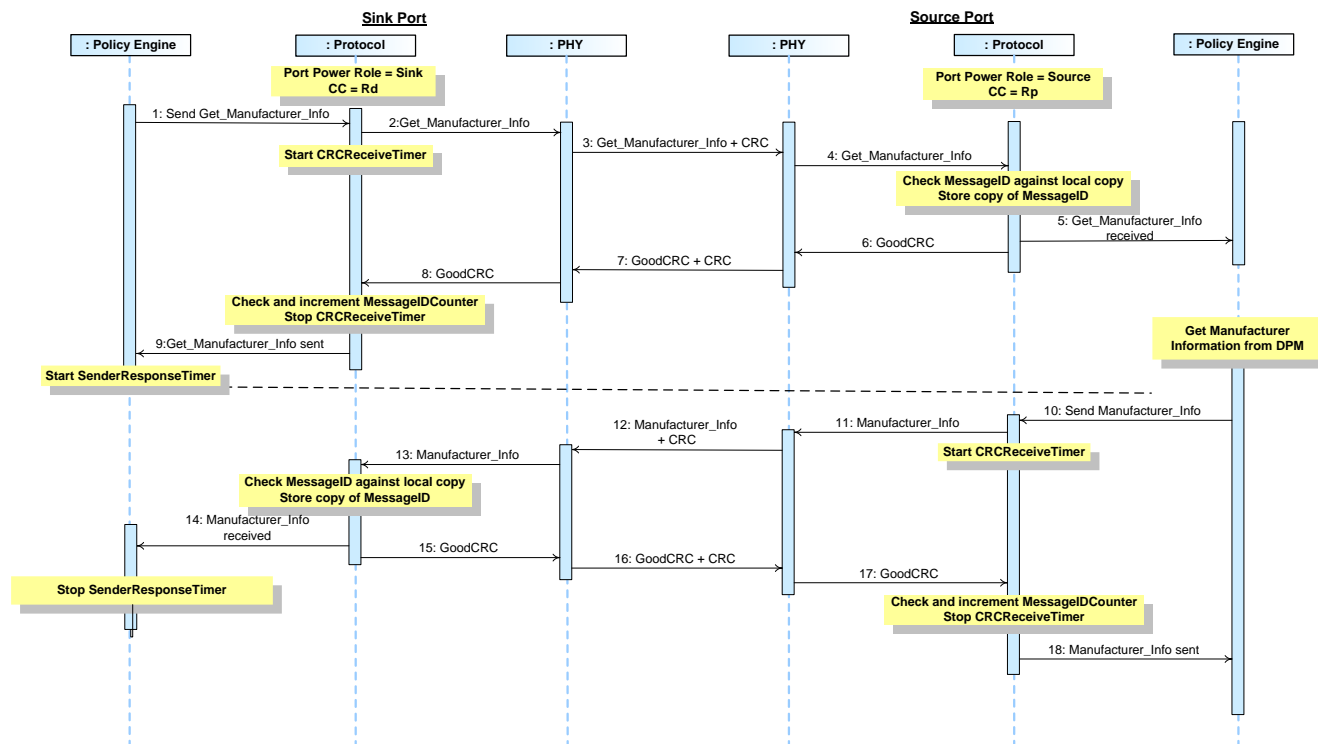 Sink Port
Source Port
: Policy Engine
: Protocol
: PHY
: PHY
: Protocol
: Policy Engine
Port Power Role = Sink
CC = Rd
Port Power Role = Source
CC = Rp
1: Send Get_Manufacturer_Info
2:Get_Manufacturer_Info
Start CRCReceiveTimer
3: Get_Manufacturer_Info + CRC
4: Get_Manufacturer_Info
Check MessageID against local copy
Store copy of MessageID
5: Get_Manufacturer_Info
received
6: GoodCRC
7: GoodCRC + CRC
8: GoodCRC
Check and increment MessageIDCounter
Stop CRCReceiveTimer
9:Get_Manufacturer_Info sent
Start SenderResponseTimer
Get Manufacturer
Information from DPM
10: Send Manufacturer_Info
11: Manufacturer_Info
Start CRCReceiveTimer
12: Manufacturer_Info
+ CRC
13: Manufacturer_Info
Check MessageID against local copy
Store copy of MessageID
14: Manufacturer_Info
received
15: GoodCRC
16: GoodCRC + CRC
17: GoodCRC
Stop SenderResponseTimer
Check and increment MessageIDCounter
Stop CRCReceiveTimer
18: Manufacturer_Info sent